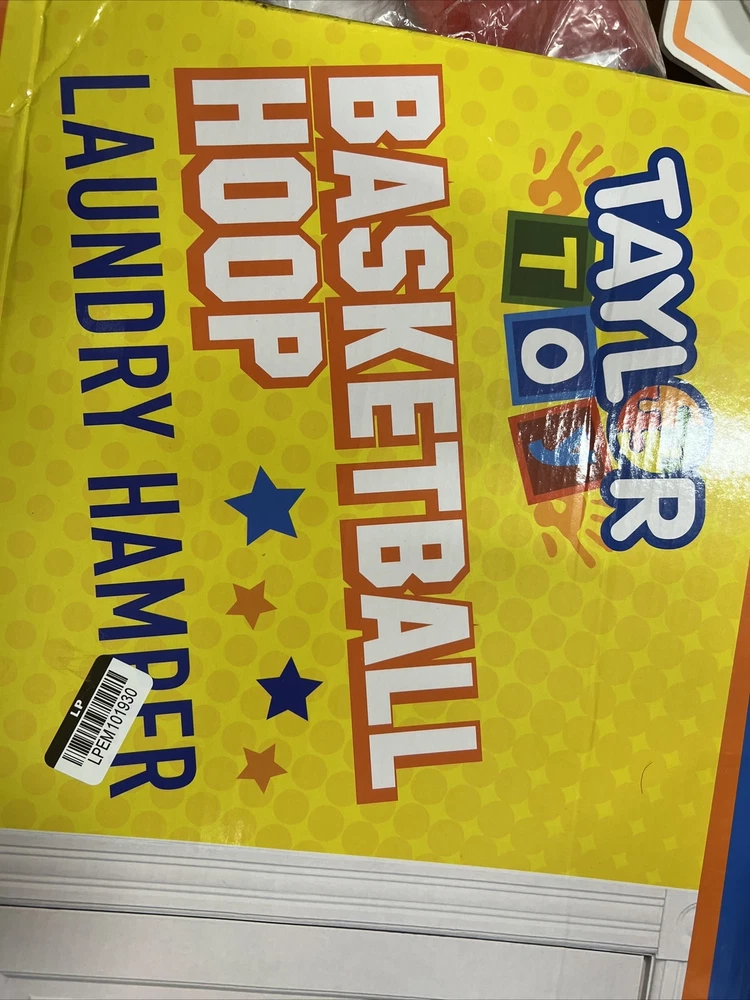 TAYLOR
TOY
BASKETBALL
HOOP
LAUNDRY HAMPER
LP
LPEM101930